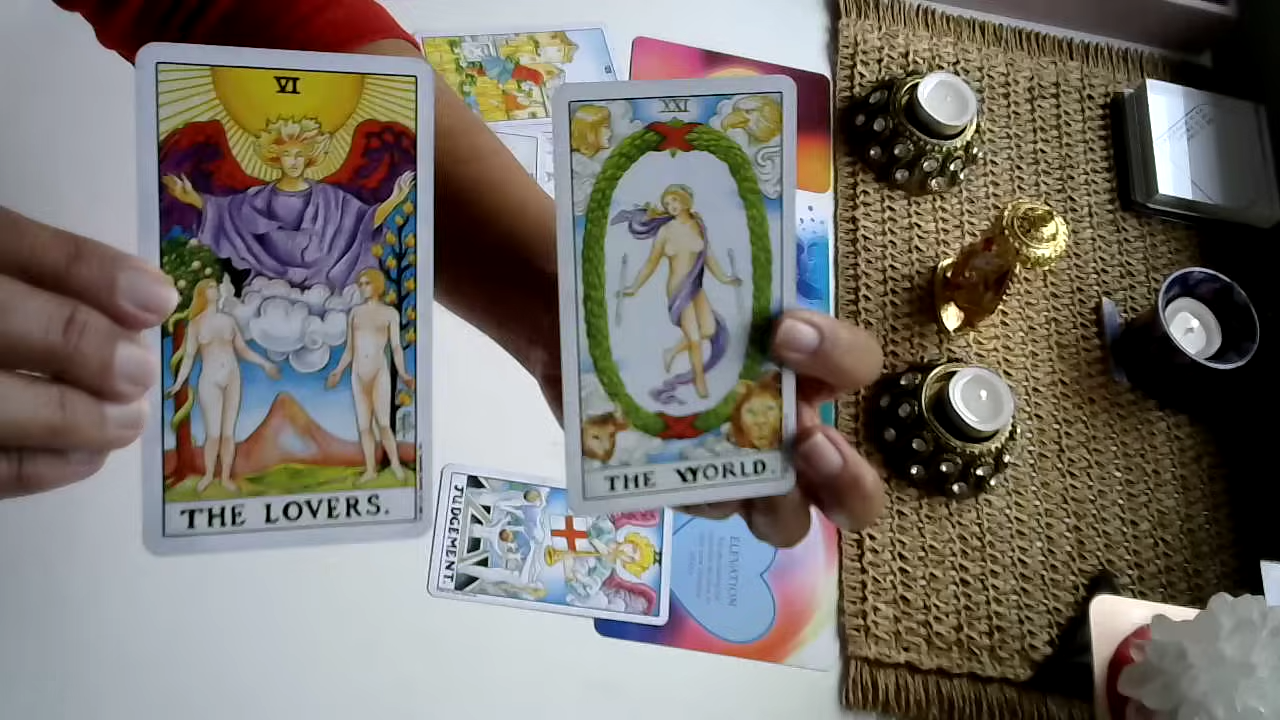 VI
THE LOVERS.
XXI
THE WORLD.
JUDGEMENT.
ELEVATION